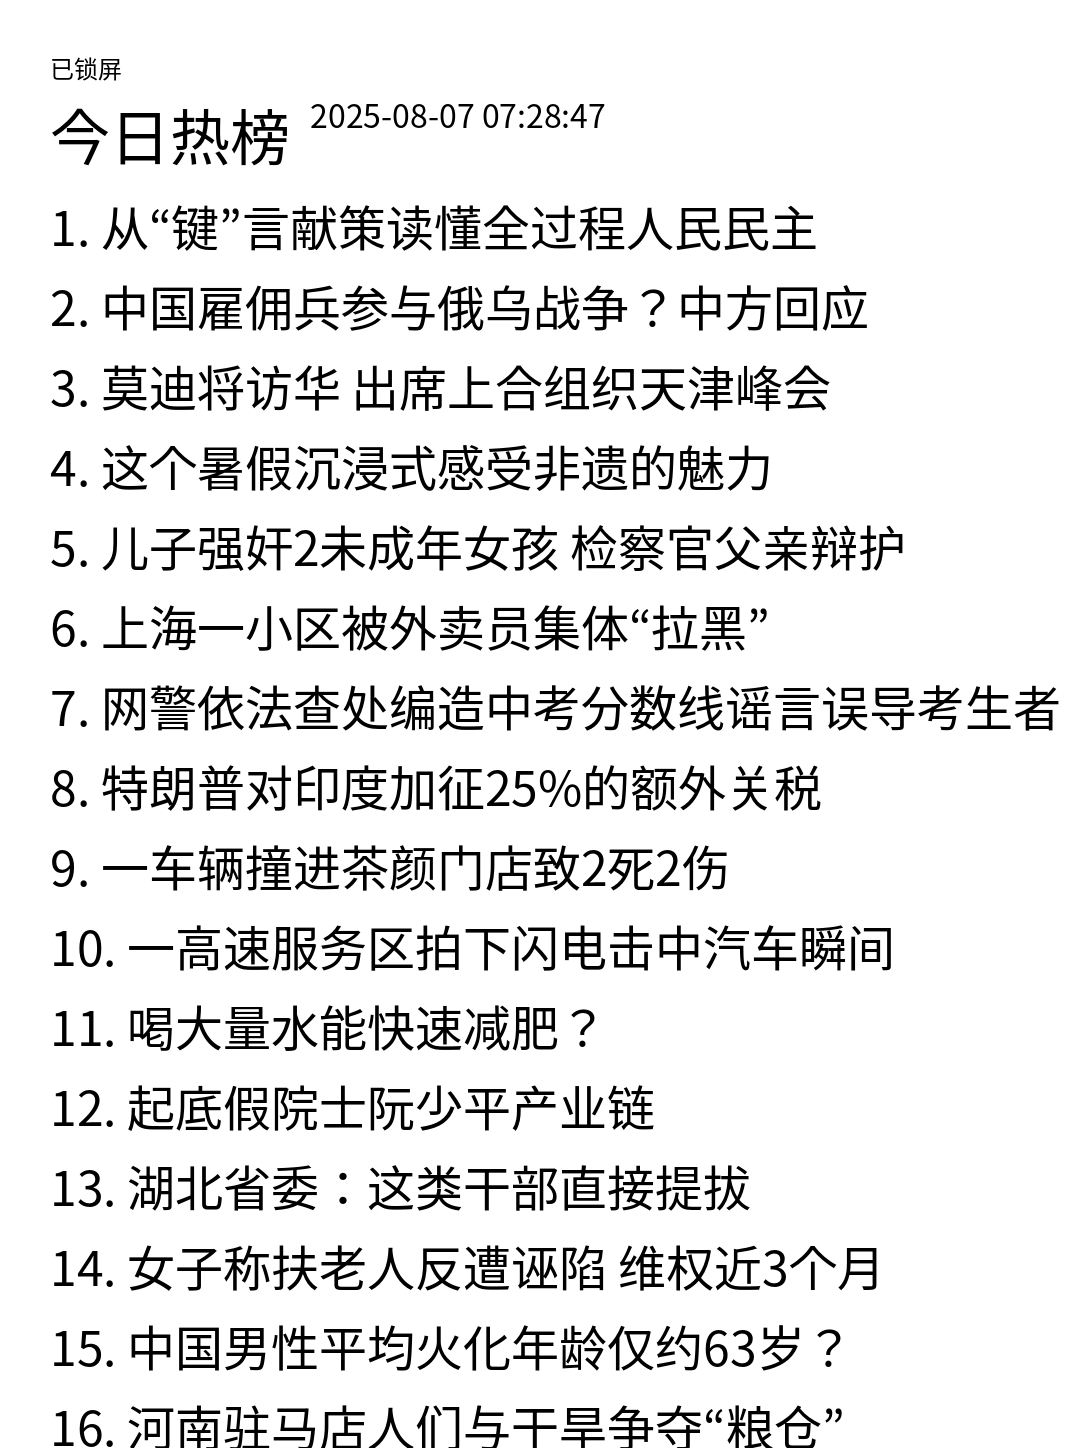 已锁屏
今日热榜 2025-08-07 07:28:47
1. 从“键”言献策读懂全过程人民民主
2. 中国雇佣兵参与俄乌战争？中方回应
3. 莫迪将访华 出席上合组织天津峰会
4. 这个暑假沉浸式感受非遗的魅力
5. 儿子强奸2未成年女孩 检察官父亲辩护
6. 上海一小区被外卖员集体“拉黑”
7. 网警依法查处编造中考分数线谣言误导考生者
8. 特朗普对印度加征25%的额外关税
9. 一车辆撞进茶颜门店致2死2伤
10. 一高速服务区拍下闪电击中汽车瞬间
11. 喝大量水能快速减肥？
12. 起底假院士阮少平产业链
13. 湖北省委：这类干部直接提拔
14. 女子称扶老人反遭诬陷 维权近3个月
15. 中国男性平均火化年龄仅约63岁？
16. 河南驻马店人们与干旱争夺“粮仓”